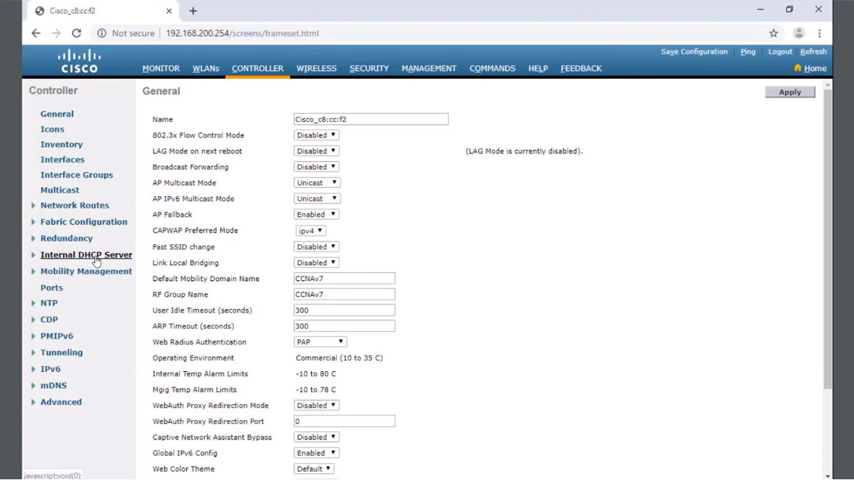 Cisco_c8:cc:f2
Not secure | 192.168.200.254/screens/frameset.html
Save Configuration Ping Logout Refresh
CISCO MONITOR WLANs CONTROLLER WIRELESS SECURITY MANAGEMENT COMMANDS HELP FEEDBACK Home
Controller
General
Icons
Inventory
Interfaces
Interface Groups
Multicast
Network Routes
Fabric Configuration
Redundancy
Internal DHCP Server
Mobility Management
Ports
NTP
CDP
PMIPv6
Tunneling
IPv6
mDNS
Advanced
javascript:void(0);
General Apply
Name Cisco_c8:cc:f2
802.3x Flow Control Mode Disabled
LAG Mode on next reboot Disabled (LAG Mode is currently disabled).
Broadcast Forwarding Disabled
AP Multicast Mode Unicast
AP IPv6 Multicast Mode Unicast
AP Fallback Enabled
CAPWAP Preferred Mode ipv4
Fast SSID change Disabled
Link Local Bridging Disabled
Default Mobility Domain Name CCNAv7
RF Group Name CCNAv7
User Idle Timeout (seconds) 300
ARP Timeout (seconds) 300
Web Radius Authentication PAP
Operating Environment Commercial (10 to 35 C)
Internal Temp Alarm Limits -10 to 80 C
Mgig Temp Alarm Limits -10 to 78 C
WebAuth Proxy Redirection Mode Disabled
WebAuth Proxy Redirection Port 0
Captive Network Assistant Bypass Disabled
Global IPv6 Config Enabled
Web Color Theme Default